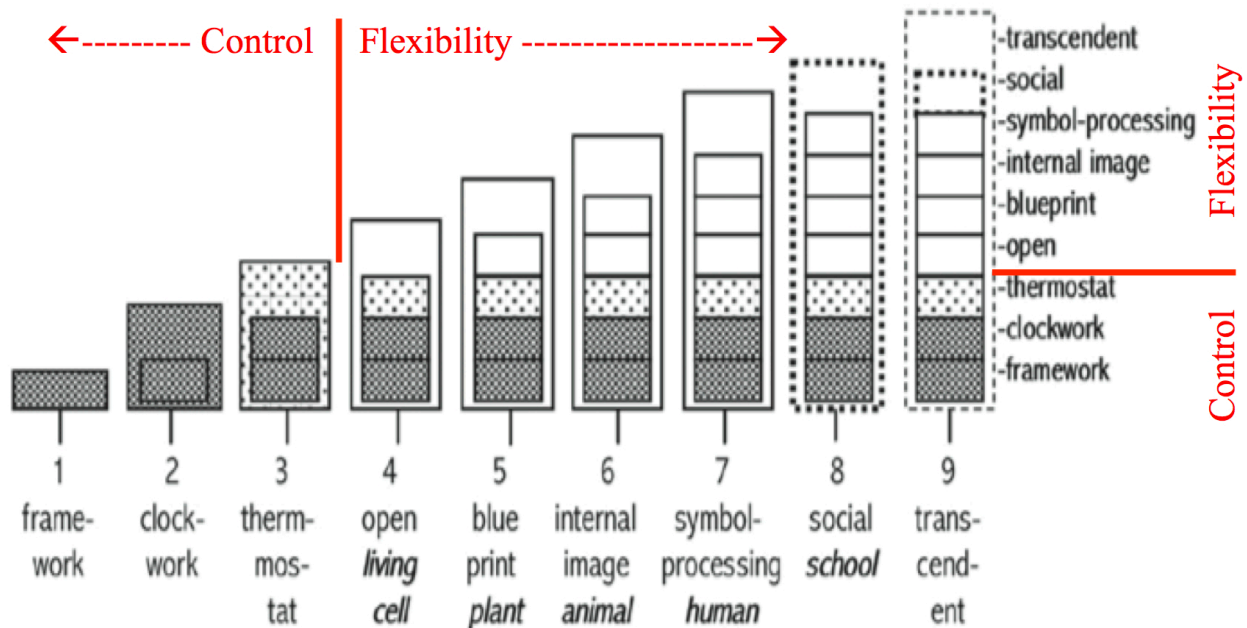 ← -------- Control
Flexibility --------------- →
-transcendent
-social
-symbol-processing
-internal image
-blueprint
-open
-thermostat
-clockwork
-framework
Flexibility
Control
1
frame-
work
2
clock-
work
3
therm-
mos-
tat
4
open
living
cell
5
blue
print
plant
6
internal
image
animal
7
symbol-
processing
human
8
social
school
9
trans-
cend-
ent